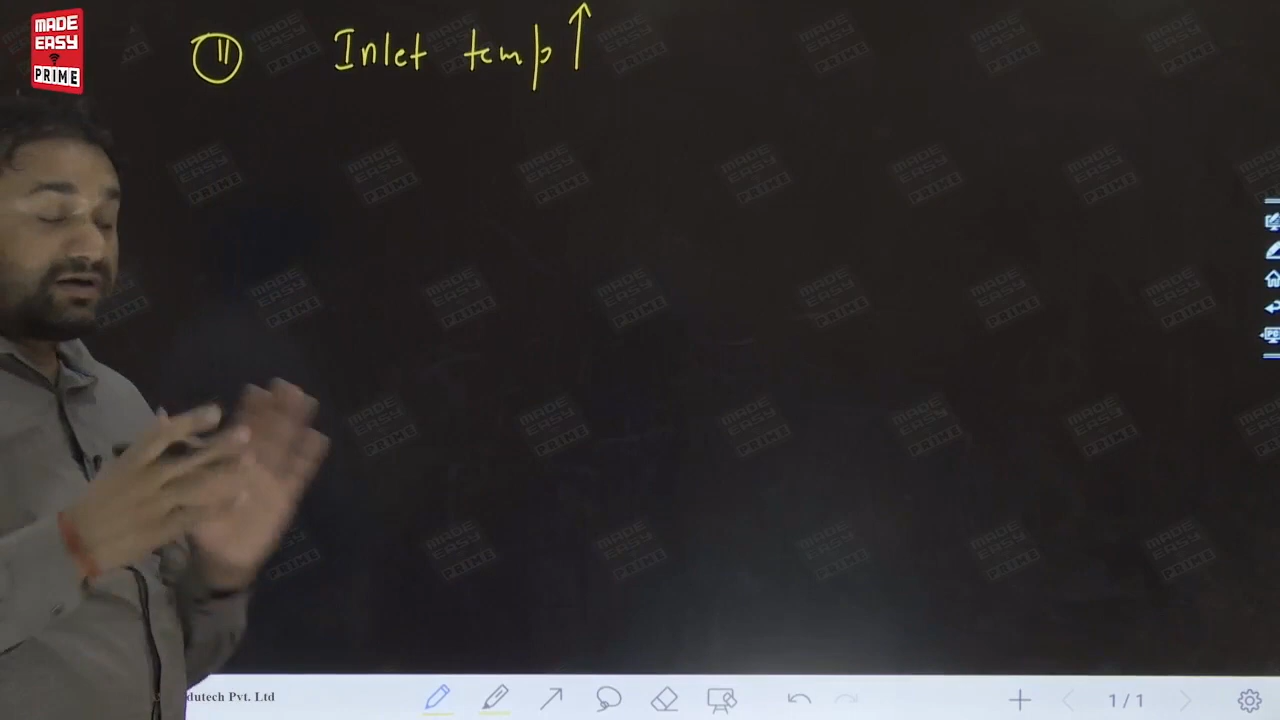 MADE
EASY
PRIME
⑪ Inlet temp ↑
dutech Pvt. Ltd
1 / 1